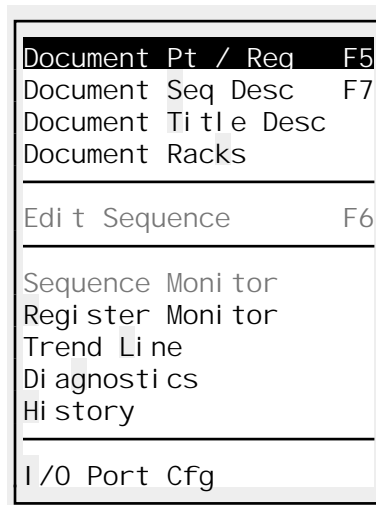 Document Pt / Reg F5
Document Seq Desc F7
Document Title Desc
Document Racks
Edit Sequence F6
Sequence Monitor
Register Monitor
Trend Line
Diagnostics
History
I/O Port Cfg